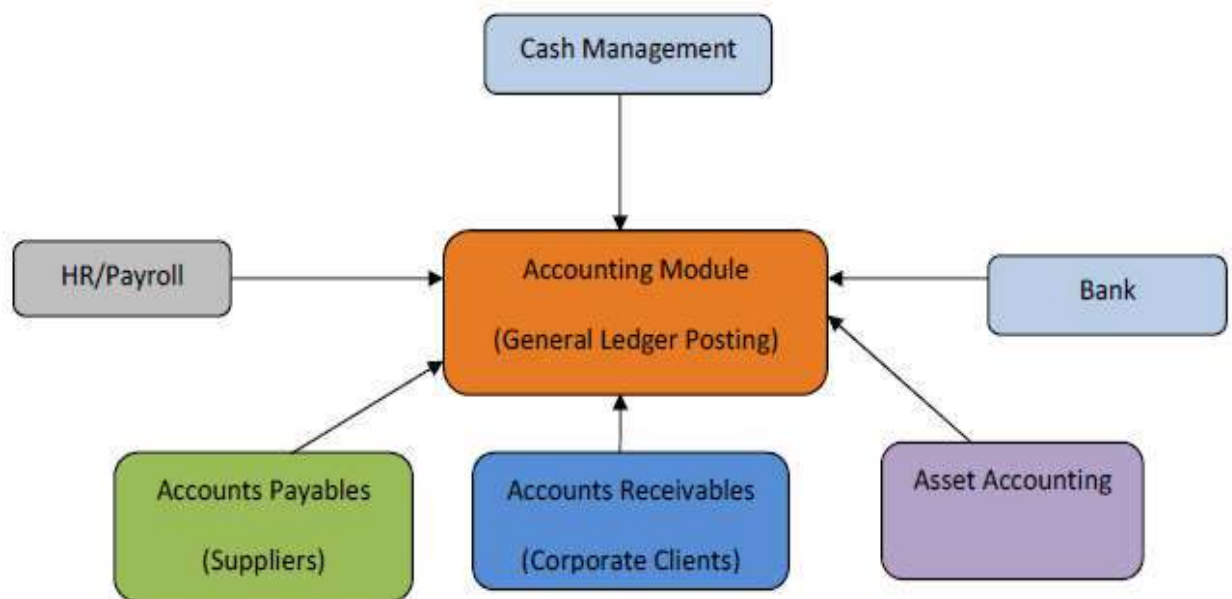 Cash Management
HR/Payroll
Accounting Module
(General Ledger Posting)
Bank
Accounts Payables
(Suppliers)
Accounts Receivables
(Corporate Clients)
Asset Accounting